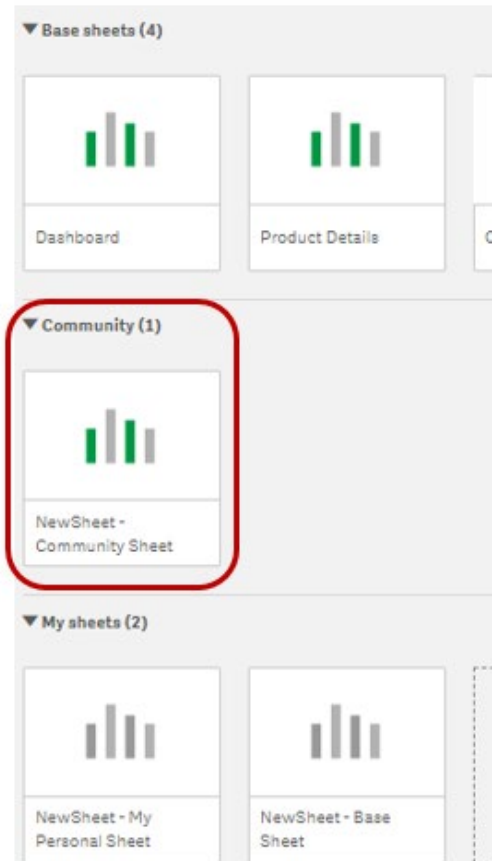 Base sheets (4)
Dashboard
Product Details
Community (1)
NewSheet -
Community Sheet
My sheets (2)
NewSheet - My
Personal Sheet
NewSheet - Base
Sheet